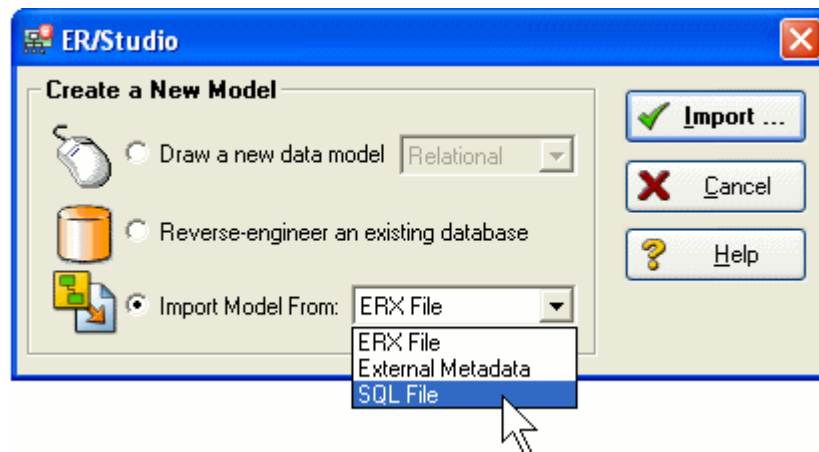 ER/Studio
Create a New Model
Draw a new data model Relational
Reverse-engineer an existing database
Import Model From: ERX File
ERX File
External Metadata
SQL File
Import ...
Cancel
Help